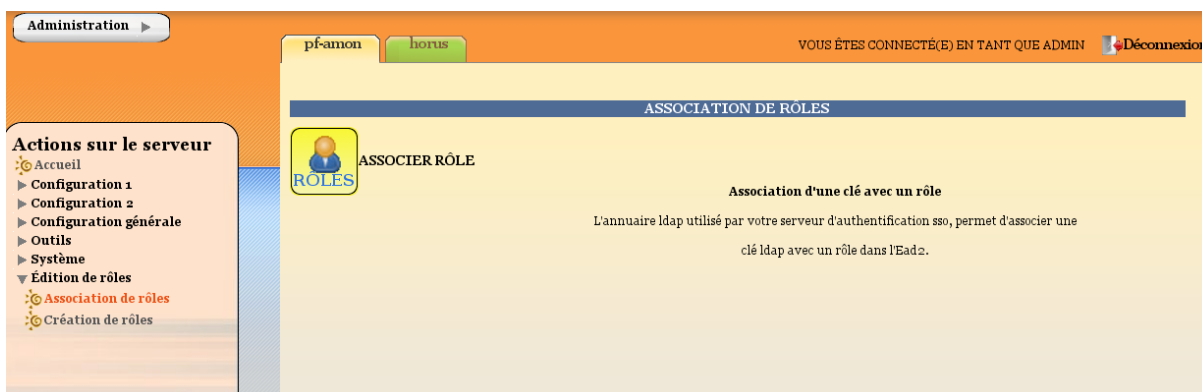 Administration
pf-amon
horus
VOUS ÊTES CONNECTÉ(E) EN TANT QUE ADMIN
Déconnexion
ASSOCIATION DE RÔLES
Actions sur le serveur
Accueil
Configuration 1
Configuration 2
Configuration générale
Outils
Système
Édition de rôles
Association de rôles
Création de rôles
RÔLES
ASSOCIER RÔLE
Association d'une clé avec un rôle
L'annuaire ldap utilisé par votre serveur d'authentification sso, permet d'associer une
clé ldap avec un rôle dans l'Ead2.